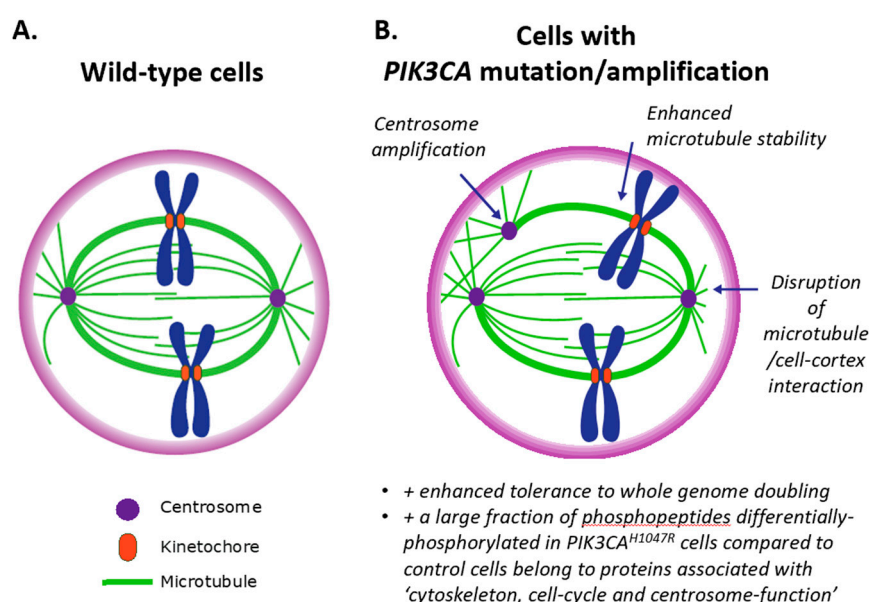 A.
Wild-type cells
B.
Cells with
PIK3CA mutation/amplification
Centrosome
amplification
Enhanced
microtubule stability
Disruption
of
microtubule
/cell-cortex
interaction
Centrosome
Kinetochore
Microtubule
• + enhanced tolerance to whole genome doubling
• + a large fraction of phosphopeptides differentially-
phosphorylated in PIK3CAᴴ¹⁰⁴⁷ᴿ cells compared to
control cells belong to proteins associated with
‘cytoskeleton, cell-cycle and centrosome-function’